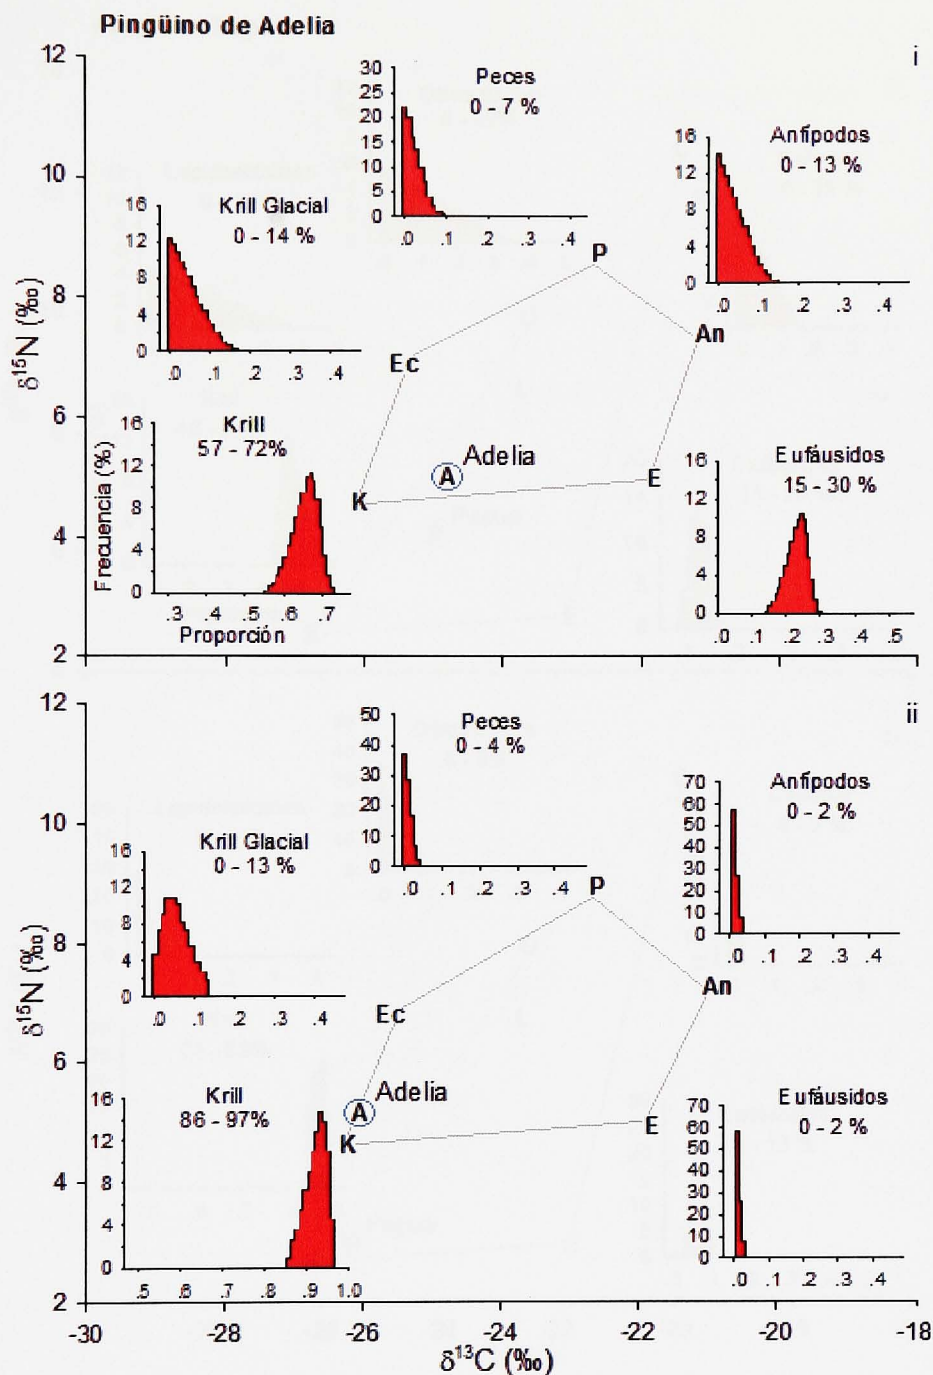 Pingüino de Adelia
i
12
10
8
6
4
2
δ15N (‰)
Peces
0 - 7 %
30
25
20
15
10
5
0
.0 .1 .2 .3 .4
Anfípodos
0 - 13 %
16
12
8
4
0
.0 .1 .2 .3 .4
Krill Glacial
0 - 14 %
16
12
8
4
0
.0 .1 .2 .3 .4
P
An
Ec
Adelia
A
K
E
Krill
57 - 72%
Frecuencia (%)
16
12
8
4
0
.3 .4 .5 .6 .7
Proporción
Eufáusidos
15 - 30 %
16
12
8
4
0
.0 .1 .2 .3 .5
ii
12
10
8
6
4
2
δ15N (‰)
Peces
0 - 4 %
50
40
30
20
10
0
.0 .1 .2 .3 .4
Anfípodos
0 - 2 %
70
60
50
40
30
20
10
0
.0 .1 .2 .3 .4
Krill Glacial
0 - 13 %
16
12
8
4
0
.0 .1 .2 .3 .4
P
An
Ec
Adelia
A
K
E
Krill
86 - 97%
16
12
8
4
0
.5 .6 .7 .8 .9 1.0
Eufáusidos
0 - 2 %
70
60
50
40
30
20
10
0
.0 .1 .2 .3 .4
-30 -28 -26 -24 -22 -20 -18
δ13C (‰)